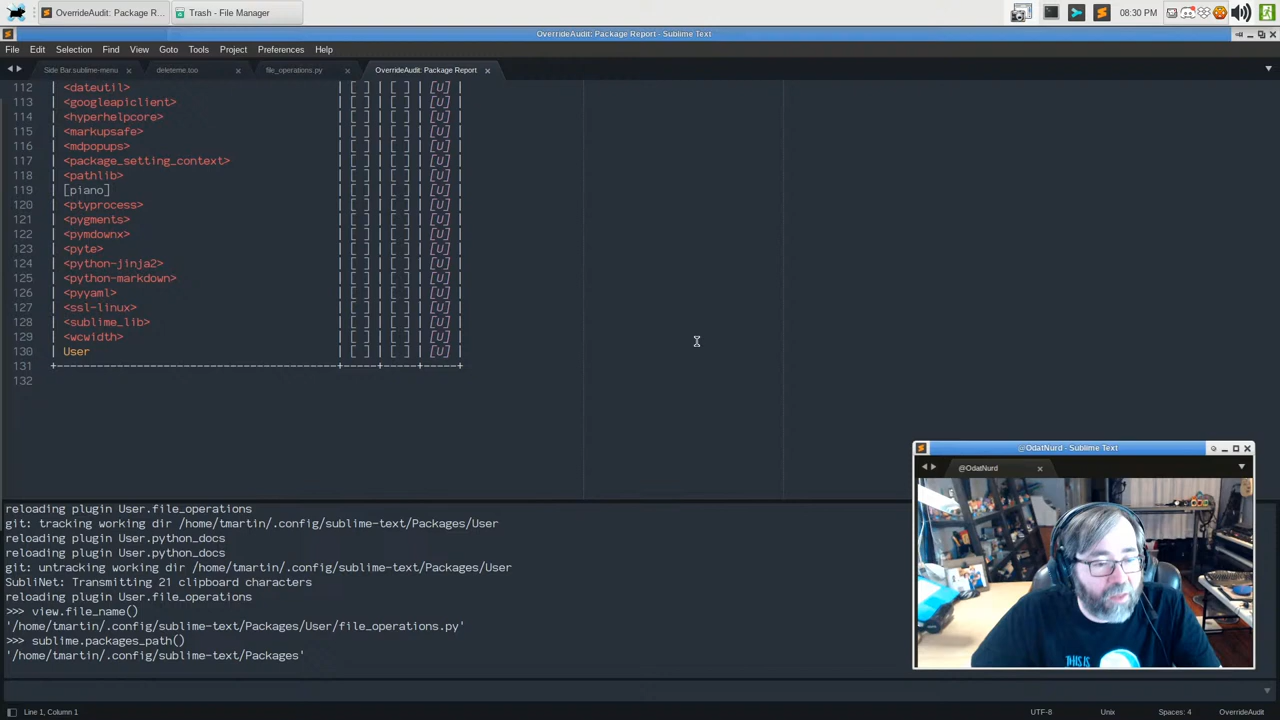 OverrideAudit: Package R...
Trash - File Manager
08:30 PM
OverrideAudit: Package Report - Sublime Text
File Edit Selection Find View Goto Tools Project Preferences Help
Side Bar.sublime-menu × deleteme.too × file_operations.py × OverrideAudit: Package Report ×
112 | <dateutil> | [ ] | [ ] | [U] |
113 | <googleapiclient> | [ ] | [ ] | [U] |
114 | <hyperhelpcore> | [ ] | [ ] | [U] |
115 | <markupsafe> | [ ] | [ ] | [U] |
116 | <mdpopups> | [ ] | [ ] | [U] |
117 | <package_setting_context> | [ ] | [ ] | [U] |
118 | <pathlib> | [ ] | [ ] | [U] |
119 | [piano] | [ ] | [ ] | [U] |
120 | <ptyprocess> | [ ] | [ ] | [U] |
121 | <pygments> | [ ] | [ ] | [U] |
122 | <pymdownx> | [ ] | [ ] | [U] |
123 | <pyte> | [ ] | [ ] | [U] |
124 | <python-jinja2> | [ ] | [ ] | [U] |
125 | <python-markdown> | [ ] | [ ] | [U] |
126 | <pyyaml> | [ ] | [ ] | [U] |
127 | <ssl-linux> | [ ] | [ ] | [U] |
128 | <sublime_lib> | [ ] | [ ] | [U] |
129 | <wcwidth> | [ ] | [ ] | [U] |
130 | User | [ ] | [ ] | [U] |
131 +------------------------------------------+-----+-----+-----+
132
@OdatNurd - Sublime Text
@OdatNurd ×
THIS IS
reloading plugin User.file_operations
git: tracking working dir /home/tmartin/.config/sublime-text/Packages/User
reloading plugin User.python_docs
reloading plugin User.python_docs
git: untracking working dir /home/tmartin/.config/sublime-text/Packages/User
SubliNet: Transmitting 21 clipboard characters
reloading plugin User.file_operations
>>> view.file_name()
'/home/tmartin/.config/sublime-text/Packages/User/file_operations.py'
>>> sublime.packages_path()
'/home/tmartin/.config/sublime-text/Packages'
Line 1, Column 1
UTF-8 Unix Spaces: 4 OverrideAudit